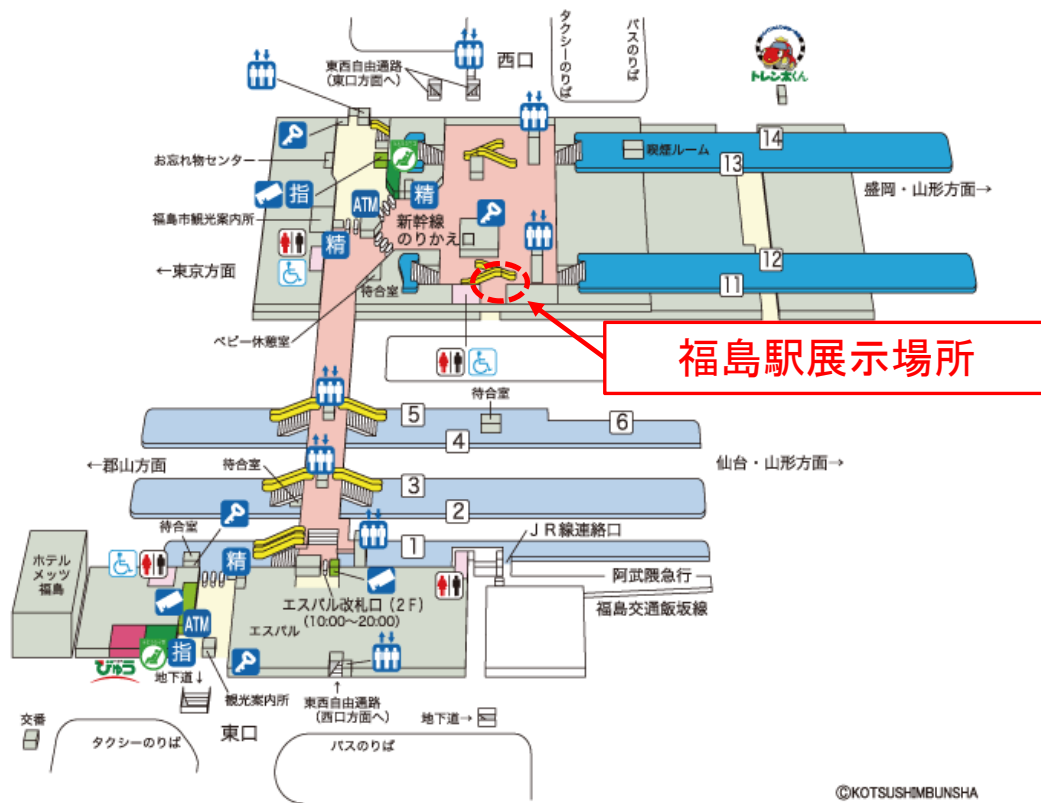 西口
東西自由通路
(東口方面へ)
タクシーのりば
バスのりば
トレン太くん
お忘れ物センター
指
福島市観光案内所
ATM
精
精
新幹線
のりかえ口
喫煙ルーム
14
13
盛岡・山形方面→
12
11
←東京方面
待合室
ベビー休憩室
福島駅展示場所
待合室
5
6
4
←郡山方面
仙台・山形方面→
待合室
3
2
待合室
1
JR線連絡口
阿武隈急行
福島交通飯坂線
ホテル
メッツ
福島
精
エスパル改札口(2F)
(10:00〜20:00)
エスパル
ATM
指
びゅう
地下道↓
観光案内所
東西自由通路
(西口方面へ)
地下道→
交番
東口
タクシーのりば
バスのりば
©KOTSUSHIMBUNSHA